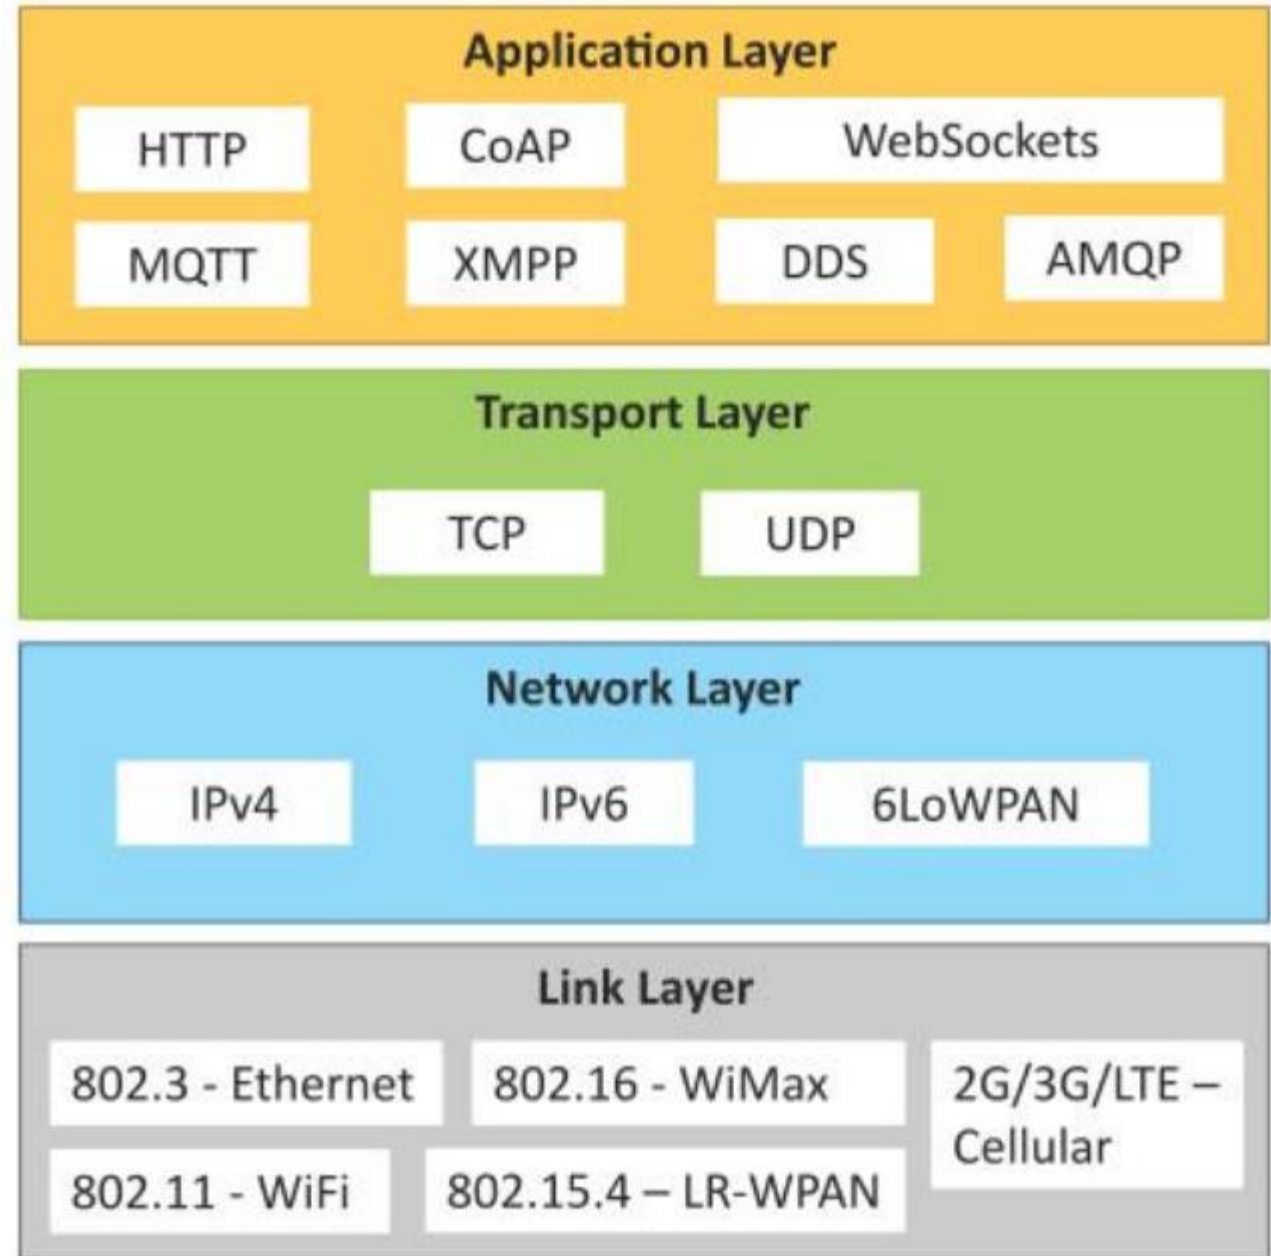 Application Layer
HTTP
CoAP
WebSockets
MQTT
XMPP
DDS
AMQP
Transport Layer
TCP
UDP
Network Layer
IPv4
IPv6
6LoWPAN
Link Layer
802.3 - Ethernet
802.16 - WiMax
2G/3G/LTE –
Cellular
802.11 - WiFi
802.15.4 – LR-WPAN